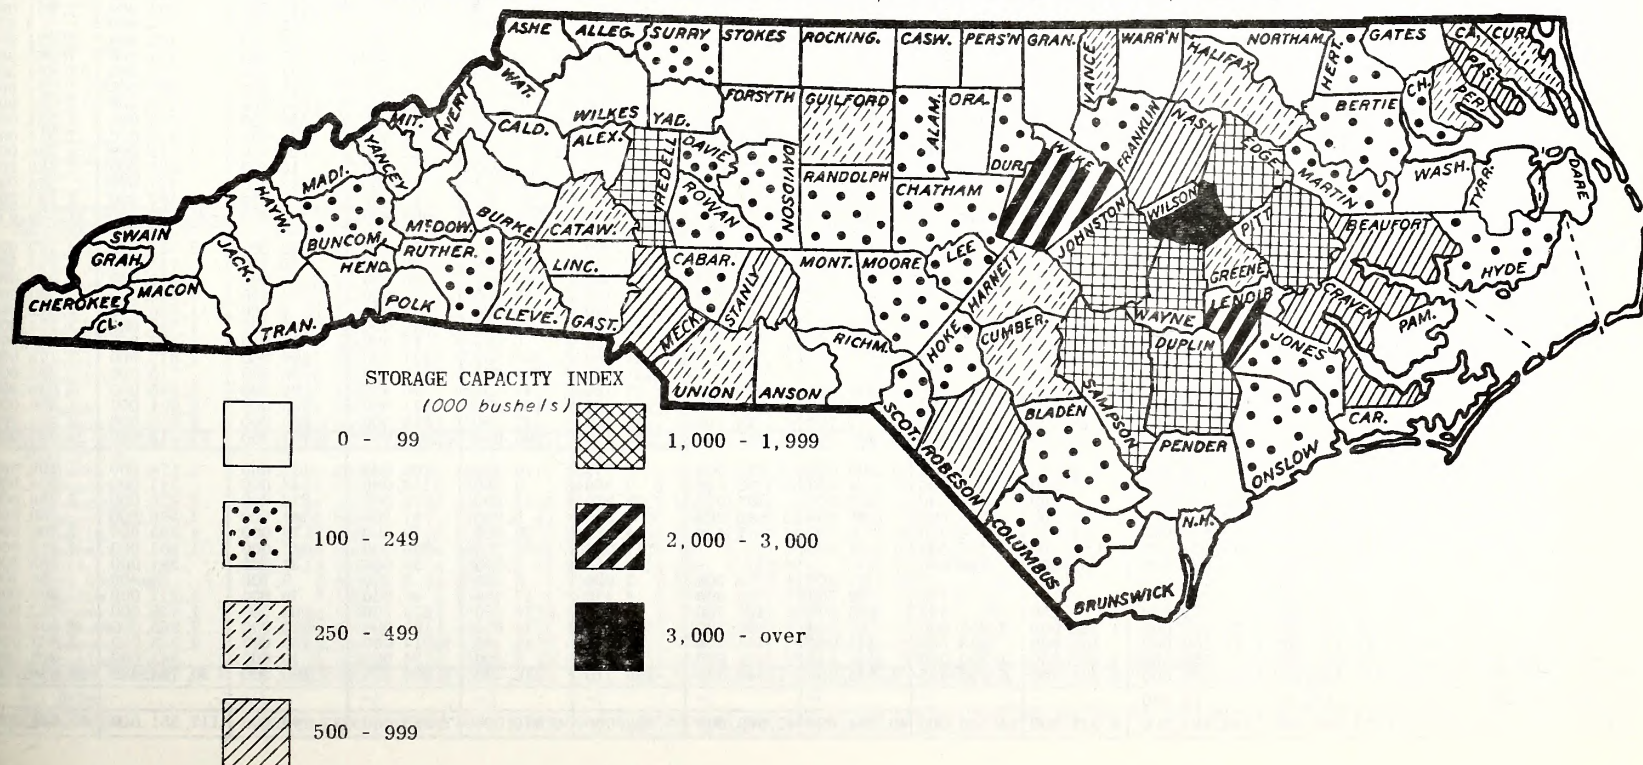 ASHE ALLEG. SURRY STOKES ROCKING. CASW. PERS'N GRAN. VANCE WARR'N HALIFAX NORTHAM. HERT. GATES CA. CUR.
PAS.
PER.
CH.
WAT. WILKES YAD. FORSYTH GUILFORD ALAM. ORA. DUR. FRANKLIN NASH EDGE. BERTIE
MIT. AVERY CALD. ALEX. IREDELL DAVIE DAVIDSON RANDOLPH CHATHAM WAKE WILSON PITT MARTIN WASH. TYRR. DARE
MADI. YANCEY McDOW. BURKE CATAW. ROWAN JOHNSTON BEAUFORT
SWAIN HAYW. BUNCOM. RUTHER. LINC. CABAR. STANLY MONT. MOORE LEE HARNETT GREENE HYDE
GRAH. JACK. HEND. LENOIR CRAVEN PAM.
CHEROKEE MACON TRAN. POLK CLEVE. GAST. MECK RICHM. HOKE CUMBER. WAYNE DUPLIN JONES
CL.
UNION ANSON SCOT. ROBESON BLADEN SAMPSON PENDER ONSLOW CAR.
COLUMBUS N.H.
BRUNSWICK
STORAGE CAPACITY INDEX
(000 bushels)
0 - 99
100 - 249
250 - 499
500 - 999
1,000 - 1,999
2,000 - 3,000
3,000 - over